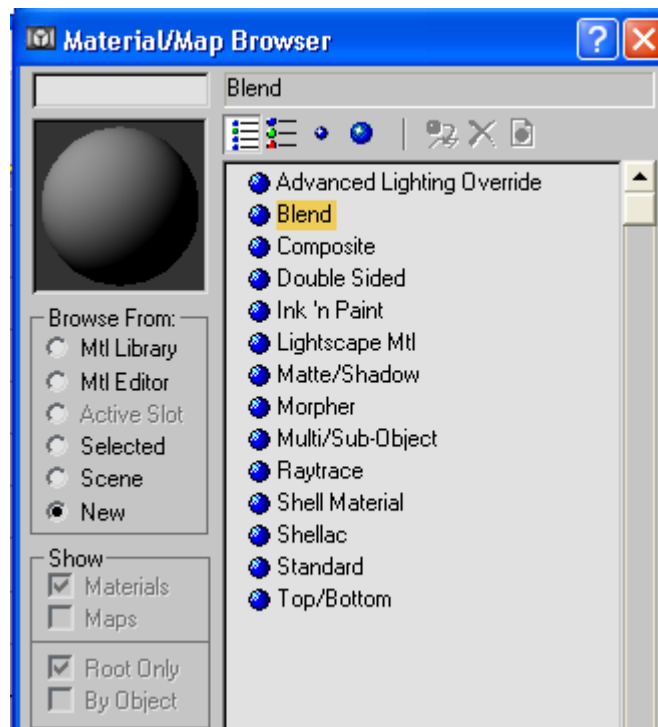 Material/Map Browser
Blend
Advanced Lighting Override
Blend
Composite
Double Sided
Ink 'n Paint
Lightscape Mtl
Matte/Shadow
Morpher
Multi/Sub-Object
Raytrace
Shell Material
Shellac
Standard
Top/Bottom
Browse From:
Mtl Library
Mtl Editor
Active Slot
Selected
Scene
New
Show
Materials
Maps
Root Only
By Object